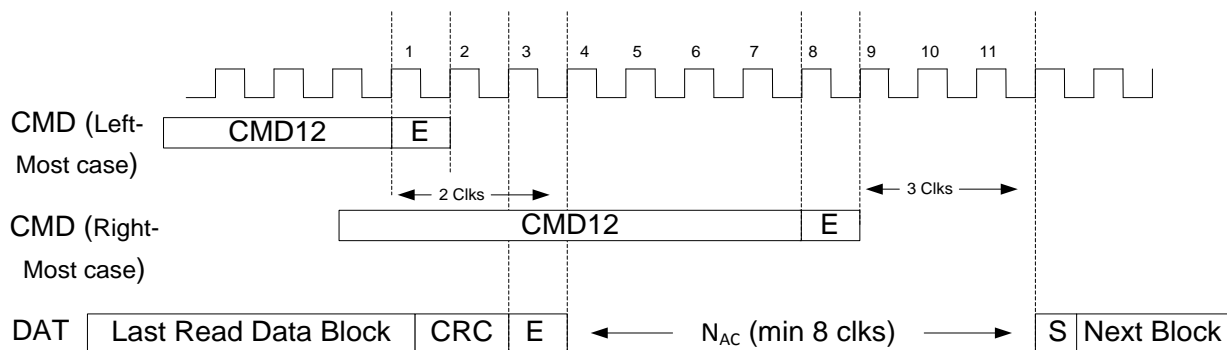 1 2 3 4 5 6 7 8 9 10 11
CMD (Left-
Most case)
CMD12 E
2 Clks
3 Clks
CMD (Right-
Most case)
CMD12 E
DAT Last Read Data Block CRC E NAC (min 8 clks) S Next Block